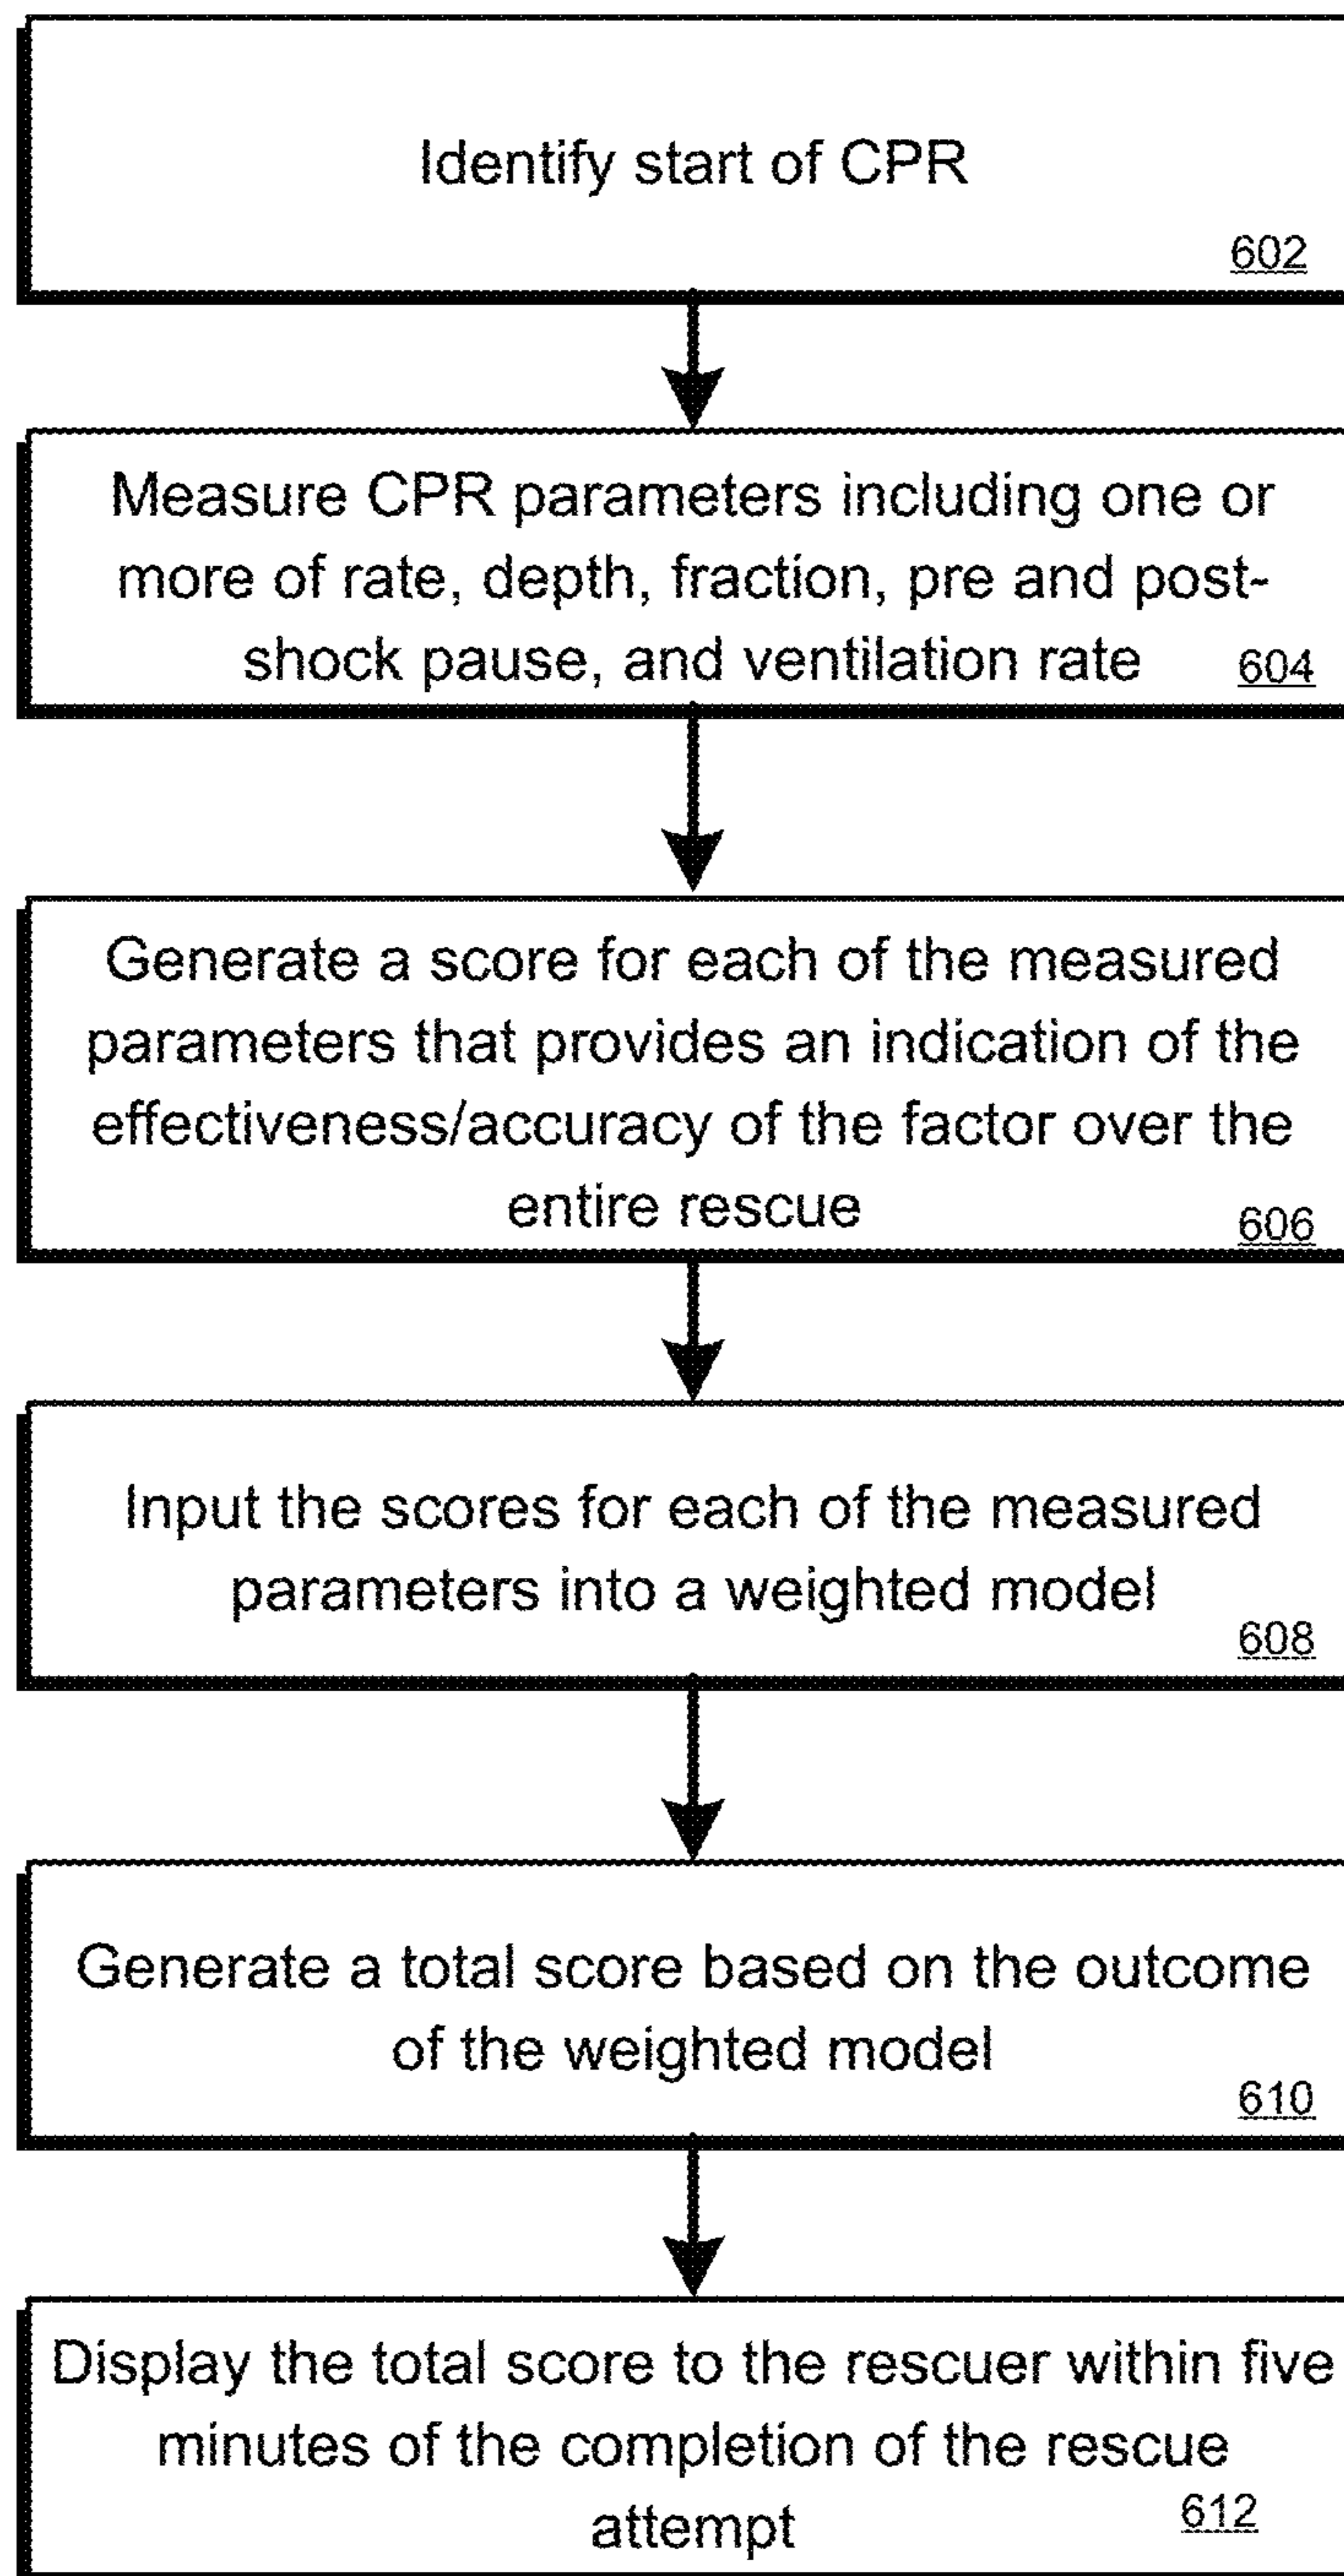 Identify start of CPR
602
Measure CPR parameters including one or
more of rate, depth, fraction, pre and post-
shock pause, and ventilation rate 604
Generate a score for each of the measured
parameters that provides an indication of the
effectiveness/accuracy of the factor over the
entire rescue 606
Input the scores for each of the measured
parameters into a weighted model
608
Generate a total score based on the outcome
of the weighted model
610
Display the total score to the rescuer within five
minutes of the completion of the rescue
attempt 612